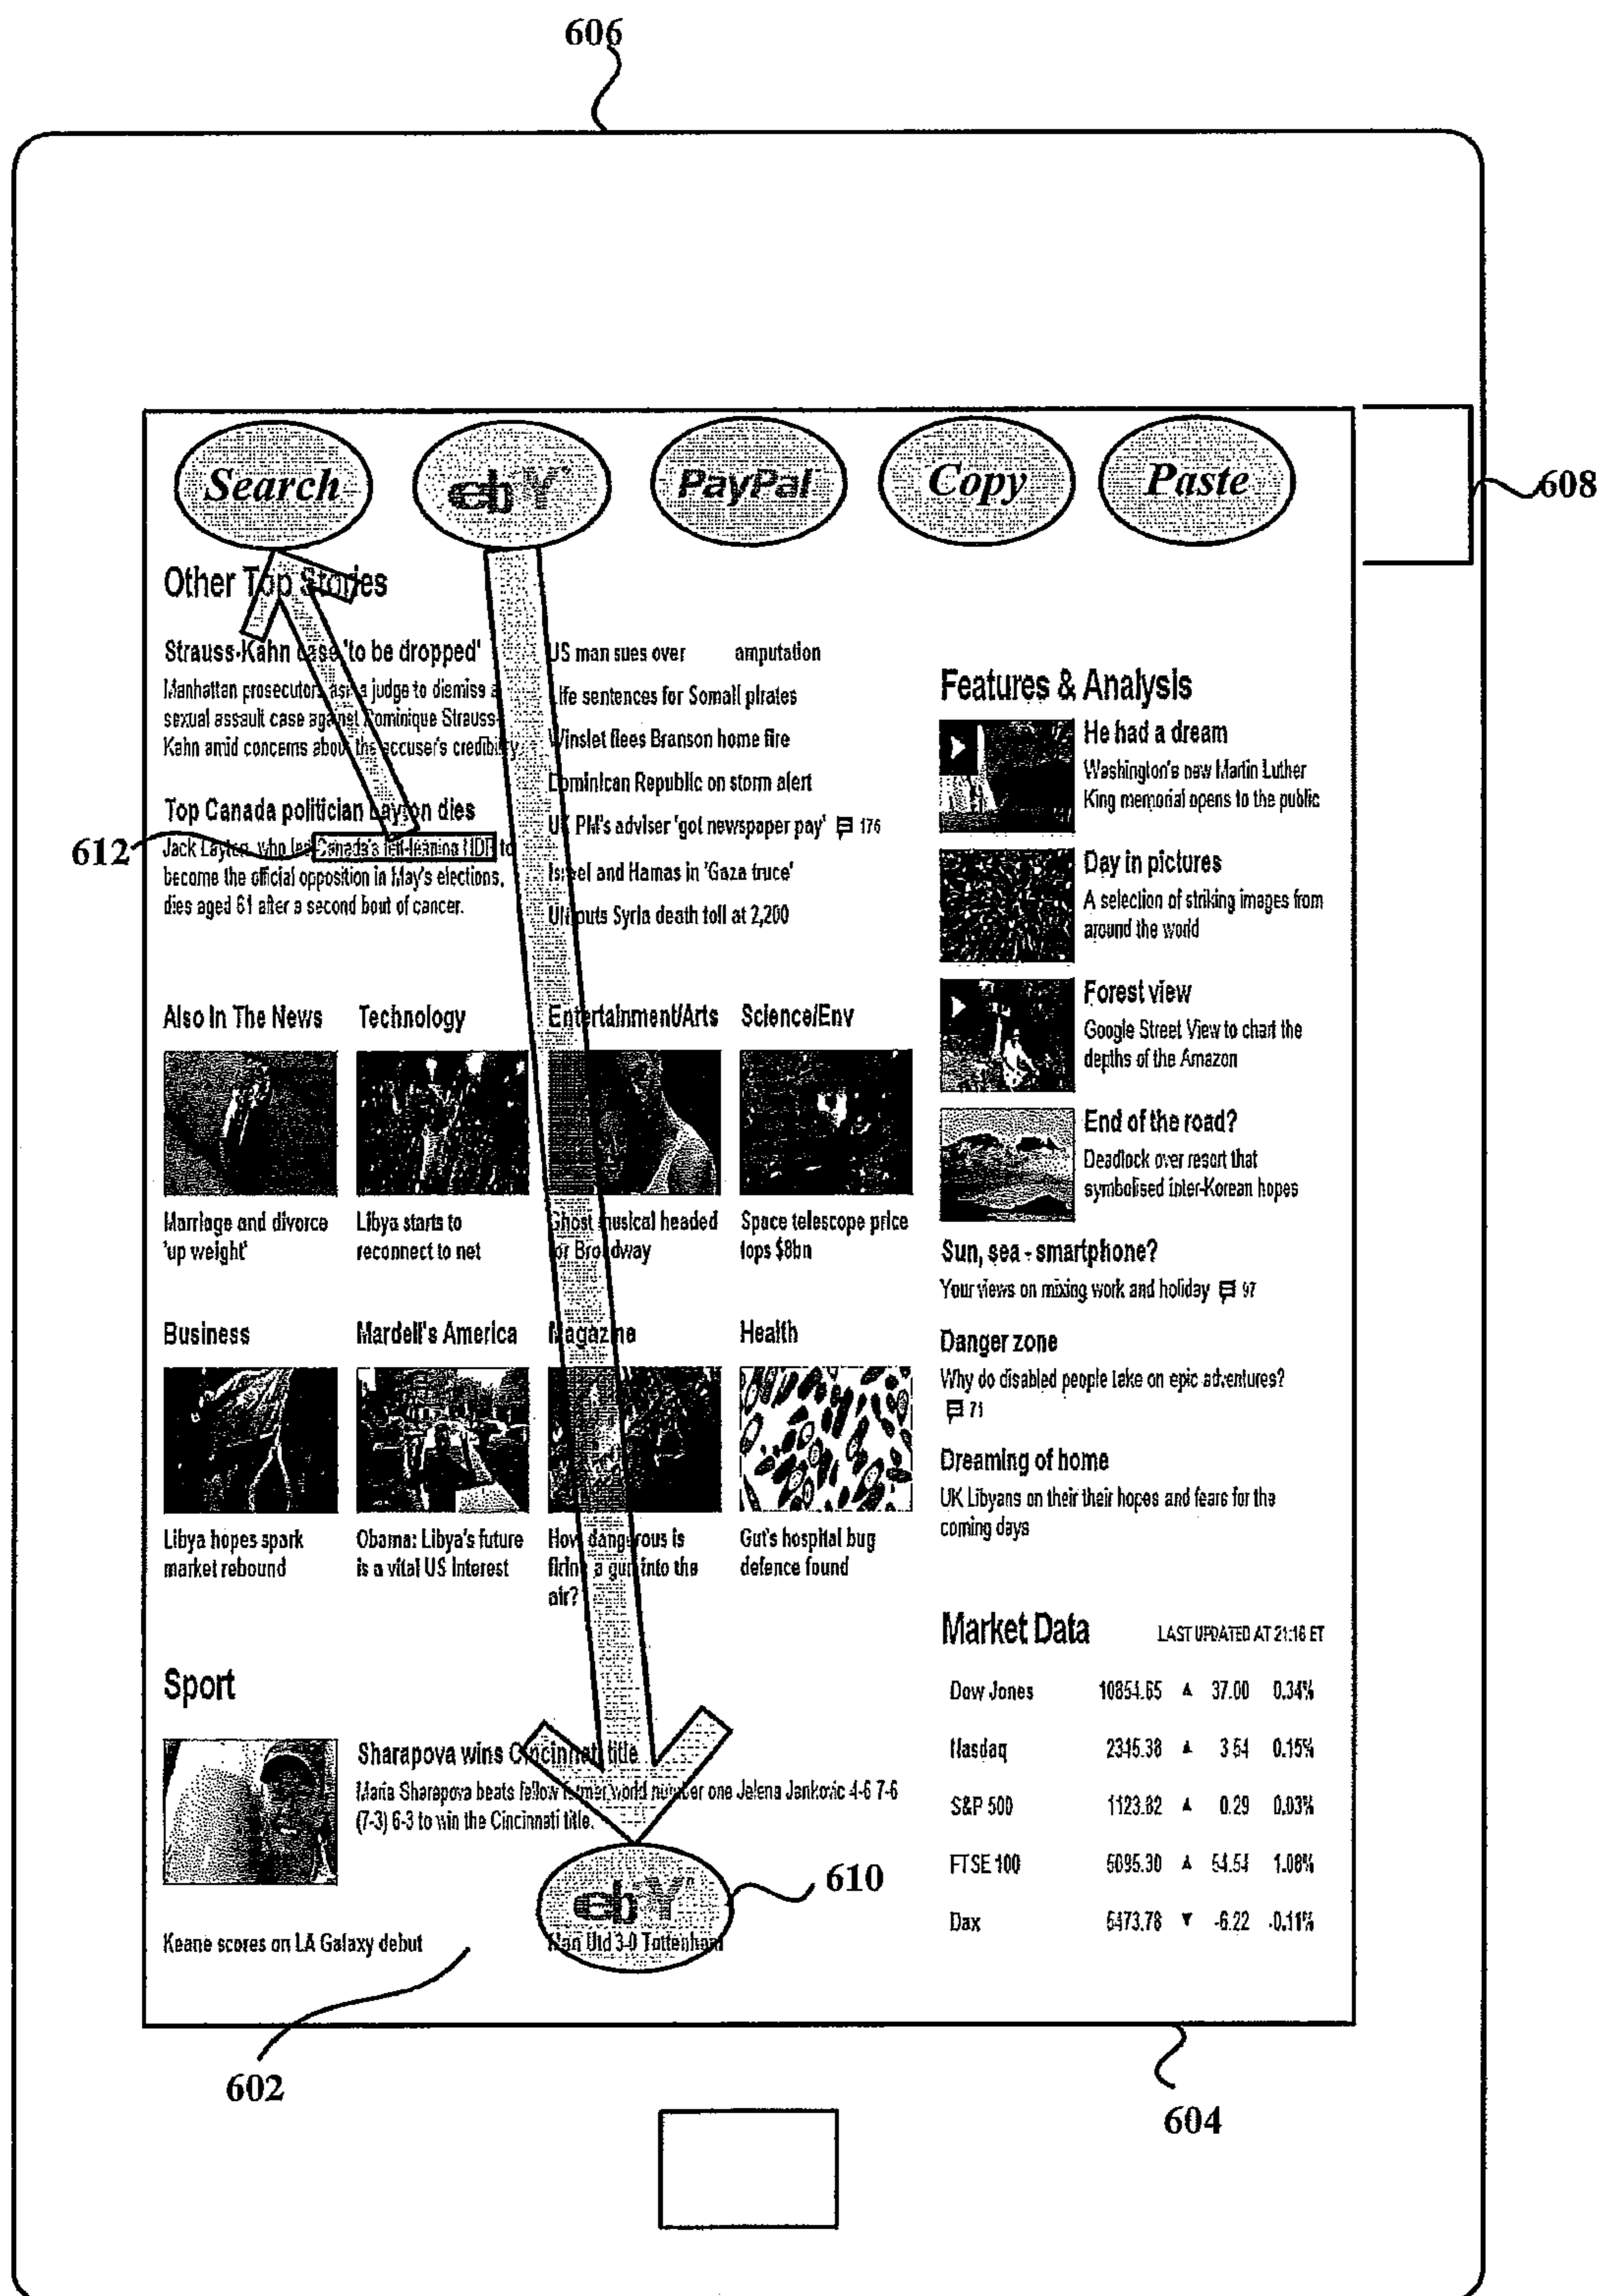 606
Search
eb Y
PayPal
Copy
Paste
608
Other Top Stories
Strauss-Kahn case 'to be dropped'
Manhattan prosecutors ask a judge to dismiss a
sexual assault case against Dominique Strauss-
Kahn amid concerns about the accuser's credibility
Top Canada politician Layton dies
612
Jack Layton, who led Canada's left-leaning NDP to
become the official opposition in May's elections,
dies aged 61 after a second bout of cancer.
US man sues over amputation
Life sentences for Somali pirates
Winslet flees Branson home fire
Dominican Republic on storm alert
UK PM's adviser 'got newspaper pay' 176
Israel and Hamas in 'Gaza truce'
UN puts Syria death toll at 2,200
Features & Analysis
He had a dream
Washington's new Martin Luther
King memorial opens to the public
Day in pictures
A selection of striking images from
around the world
Forest view
Google Street View to chart the
depths of the Amazon
End of the road?
Deadlock over resort that
symbolised inter-Korean hopes
Sun, sea - smartphone?
Your views on mixing work and holiday 97
Danger zone
Why do disabled people take on epic adventures?
71
Dreaming of home
UK Libyans on their their hopes and fears for the
coming days
Also In The News
Marriage and divorce
'up weight'
Technology
Libya starts to
reconnect to net
Entertainment/Arts
Ghost musical headed
for Broadway
Science/Env
Space telescope price
tops $8bn
Business
Libya hopes spark
market rebound
Mardell's America
Obama: Libya's future
is a vital US interest
Magazine
How dangerous is
firing a gun into the
air?
Health
Gut's hospital bug
defence found
Market Data LAST UPDATED AT 21:16 ET
Dow Jones 10854.65 ▲ 37.00 0.34%
Nasdaq 2345.38 ▲ 3.54 0.15%
S&P 500 1123.82 ▲ 0.29 0.03%
FTSE 100 5095.30 ▲ 54.54 1.08%
Dax 5473.78 ▼ -6.22 -0.11%
Sport
Sharapova wins Cincinnati title
Maria Sharapova beats fellow former world number one Jelena Jankovic 4-6 7-6
(7-3) 6-3 to win the Cincinnati title.
eb Y
610
Keane scores on LA Galaxy debut
Man Utd 3-0 Tottenham
602
604